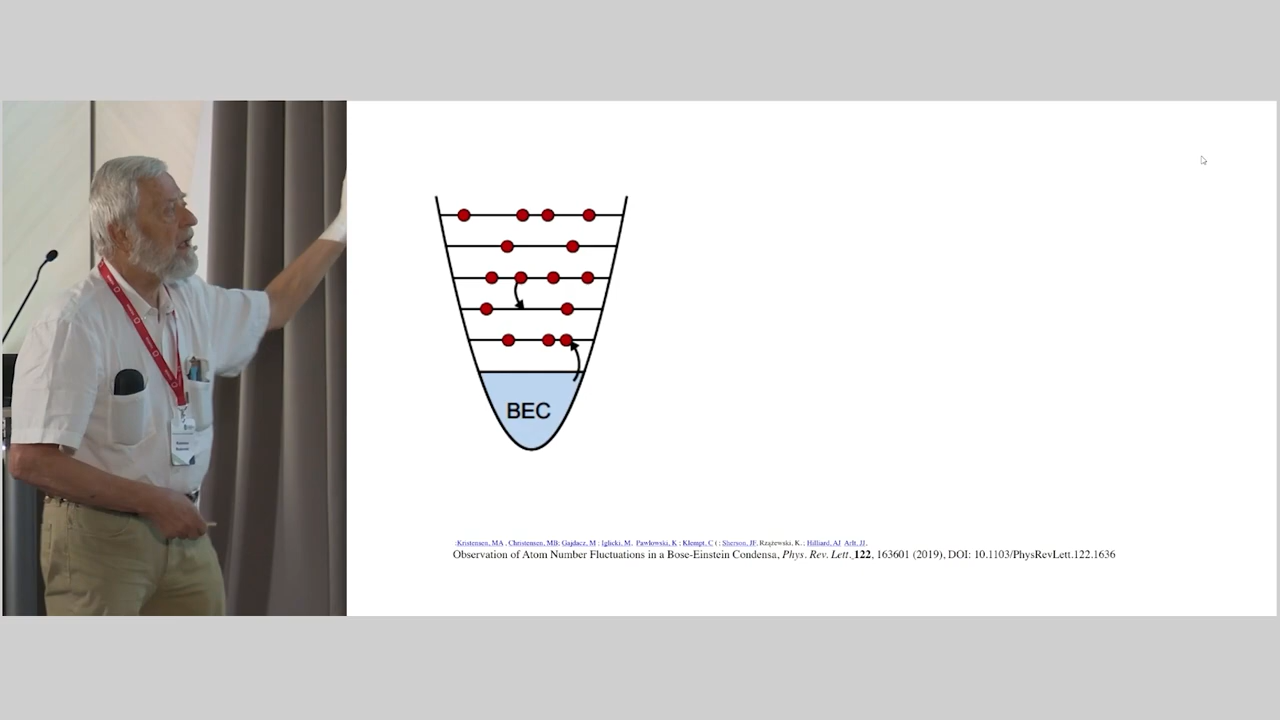 BEC
;Kristensen, MA ; Christensen, MB; Gajdacz, M ; Iglicki, M, Pawłowski, K ; Klempt, C ( ; Sherson, JF, Rzążewski, K.; Hilliard, AJ Arlt, JJ,
Observation of Atom Number Fluctuations in a Bose-Einstein Condensa, Phys. Rev. Lett. 122, 163601 (2019), DOI: 10.1103/PhysRevLett.122.1636